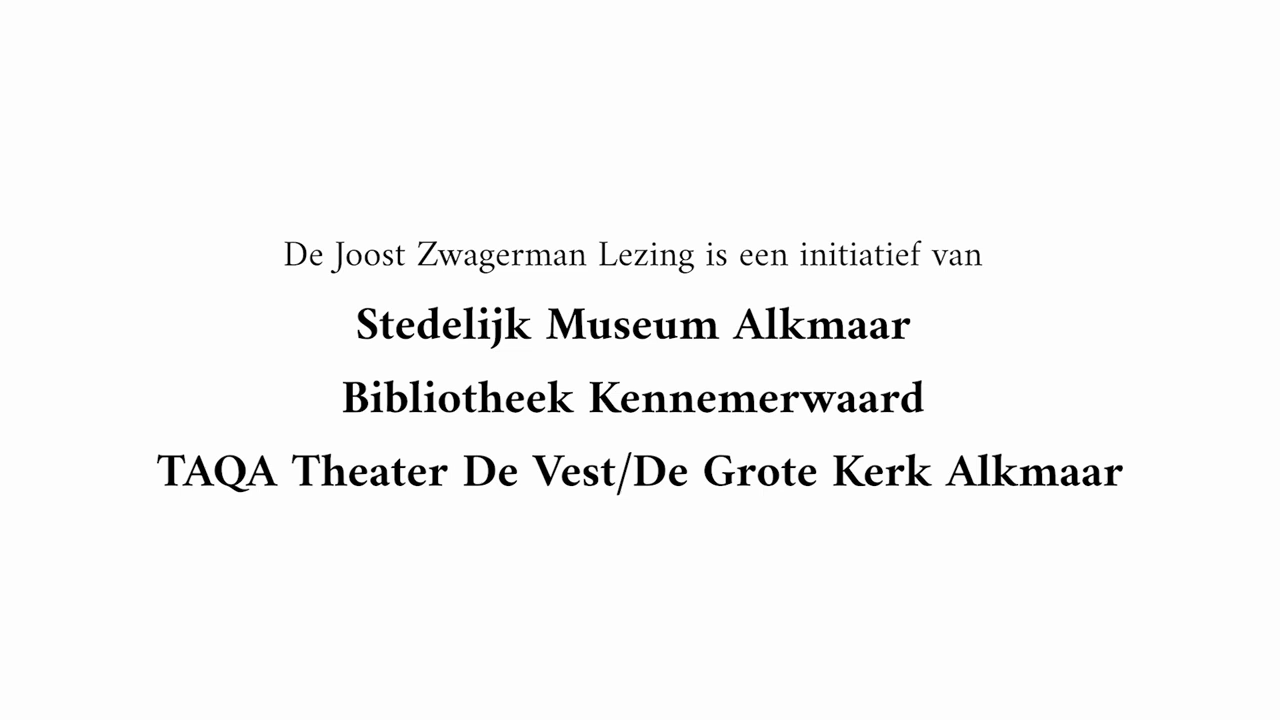 De Joost Zwagerman Lezing is een initiatief van
Stedelijk Museum Alkmaar
Bibliotheek Kennemerwaard
TAQA Theater De Vest/De Grote Kerk Alkmaar